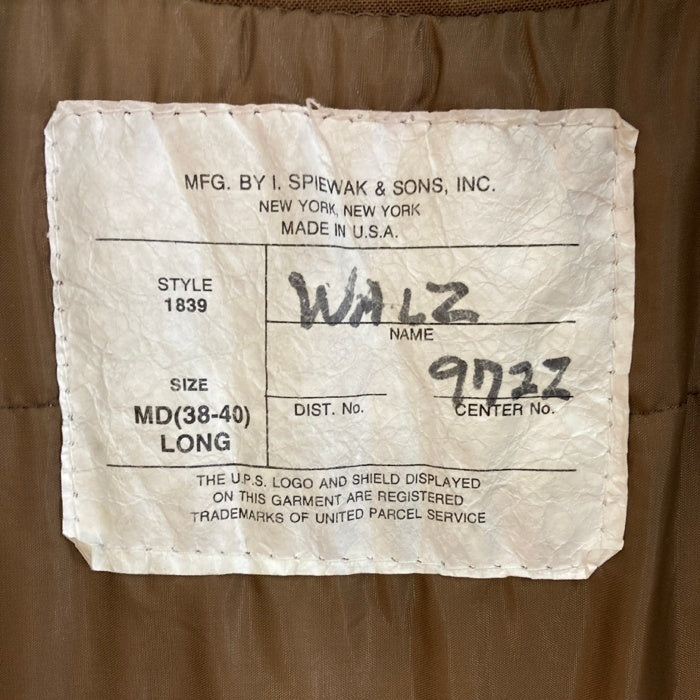 MFG. BY I. SPIEWAK & SONS, INC.
NEW YORK, NEW YORK
MADE IN U.S.A.
STYLE
1839
WALZ
NAME
SIZE
MD(38-40)
LONG
9722
DIST. No.
CENTER No.
THE U.P.S. LOGO AND SHIELD DISPLAYED
ON THIS GARMENT ARE REGISTERED
TRADEMARKS OF UNITED PARCEL SERVICE